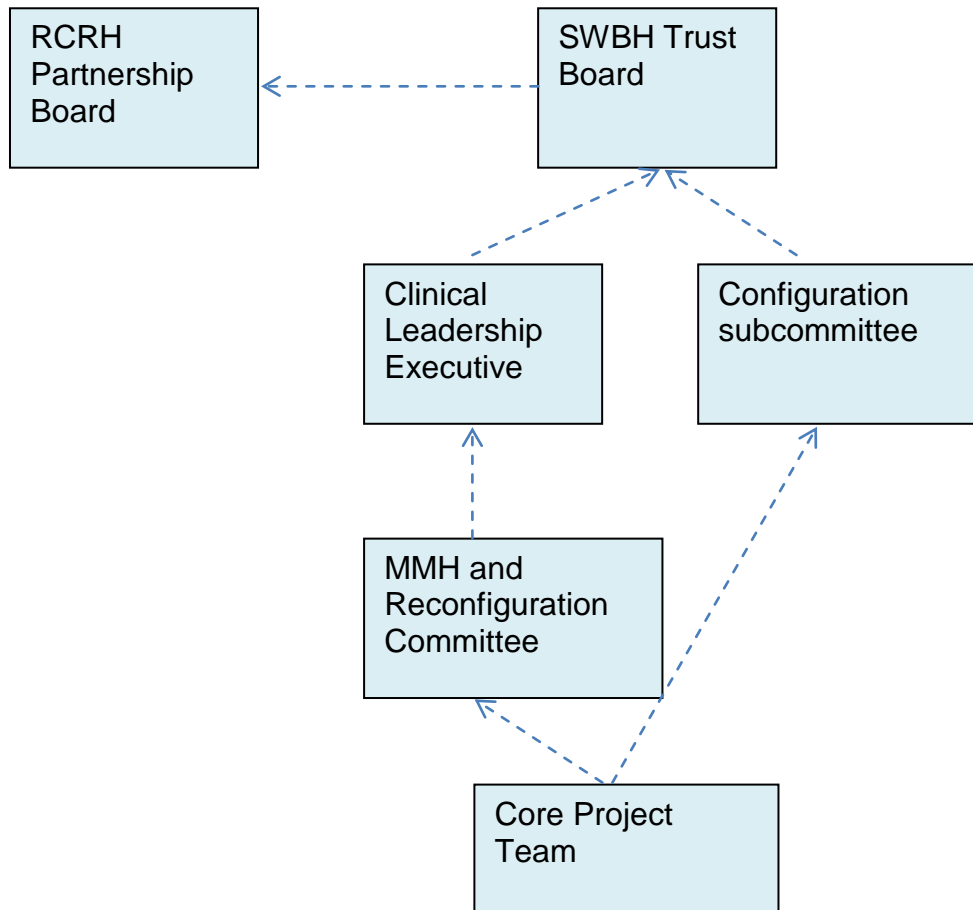 RCRH
Partnership
Board
SWBH Trust
Board
Clinical
Leadership
Executive
Configuration
subcommittee
MMH and
Reconfiguration
Committee
Core Project
Team